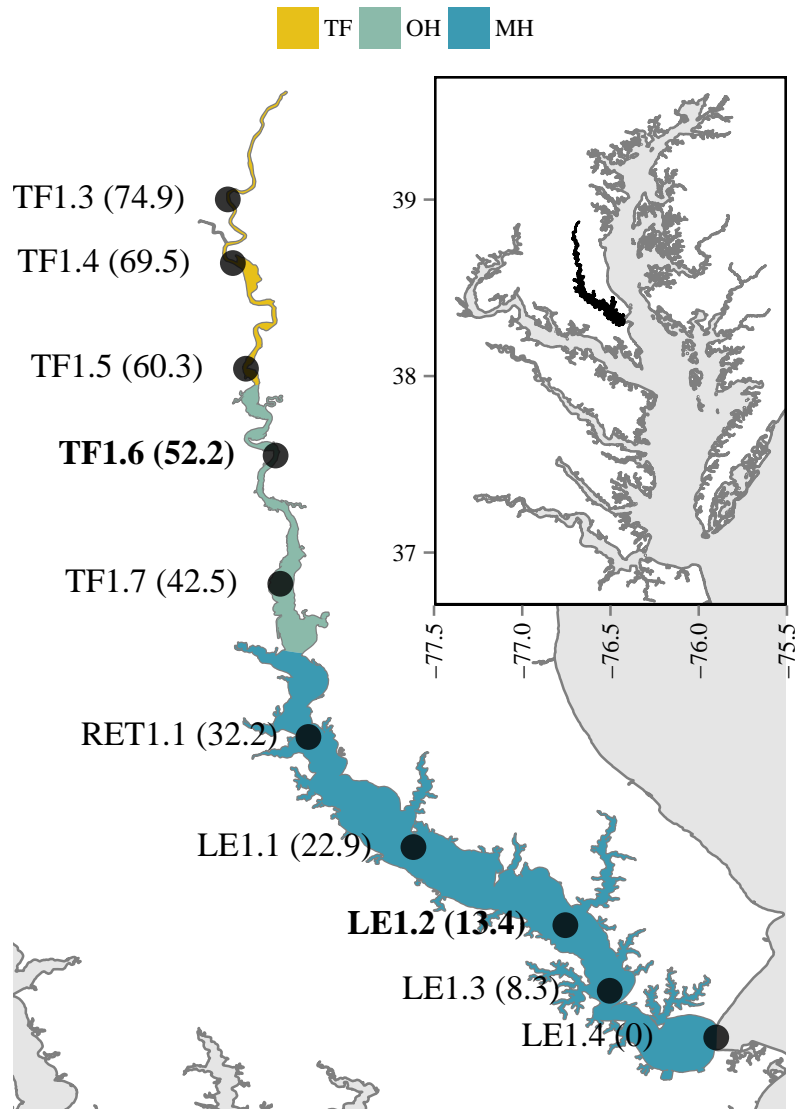 TF OH MH
TF1.3 (74.9)
TF1.4 (69.5)
TF1.5 (60.3)
TF1.6 (52.2)
TF1.7 (42.5)
RET1.1 (32.2)
LE1.1 (22.9)
LE1.2 (13.4)
LE1.3 (8.3)
LE1.4 (0)
39
38
37
−77.5
−77.0
−76.5
−76.0
−75.5